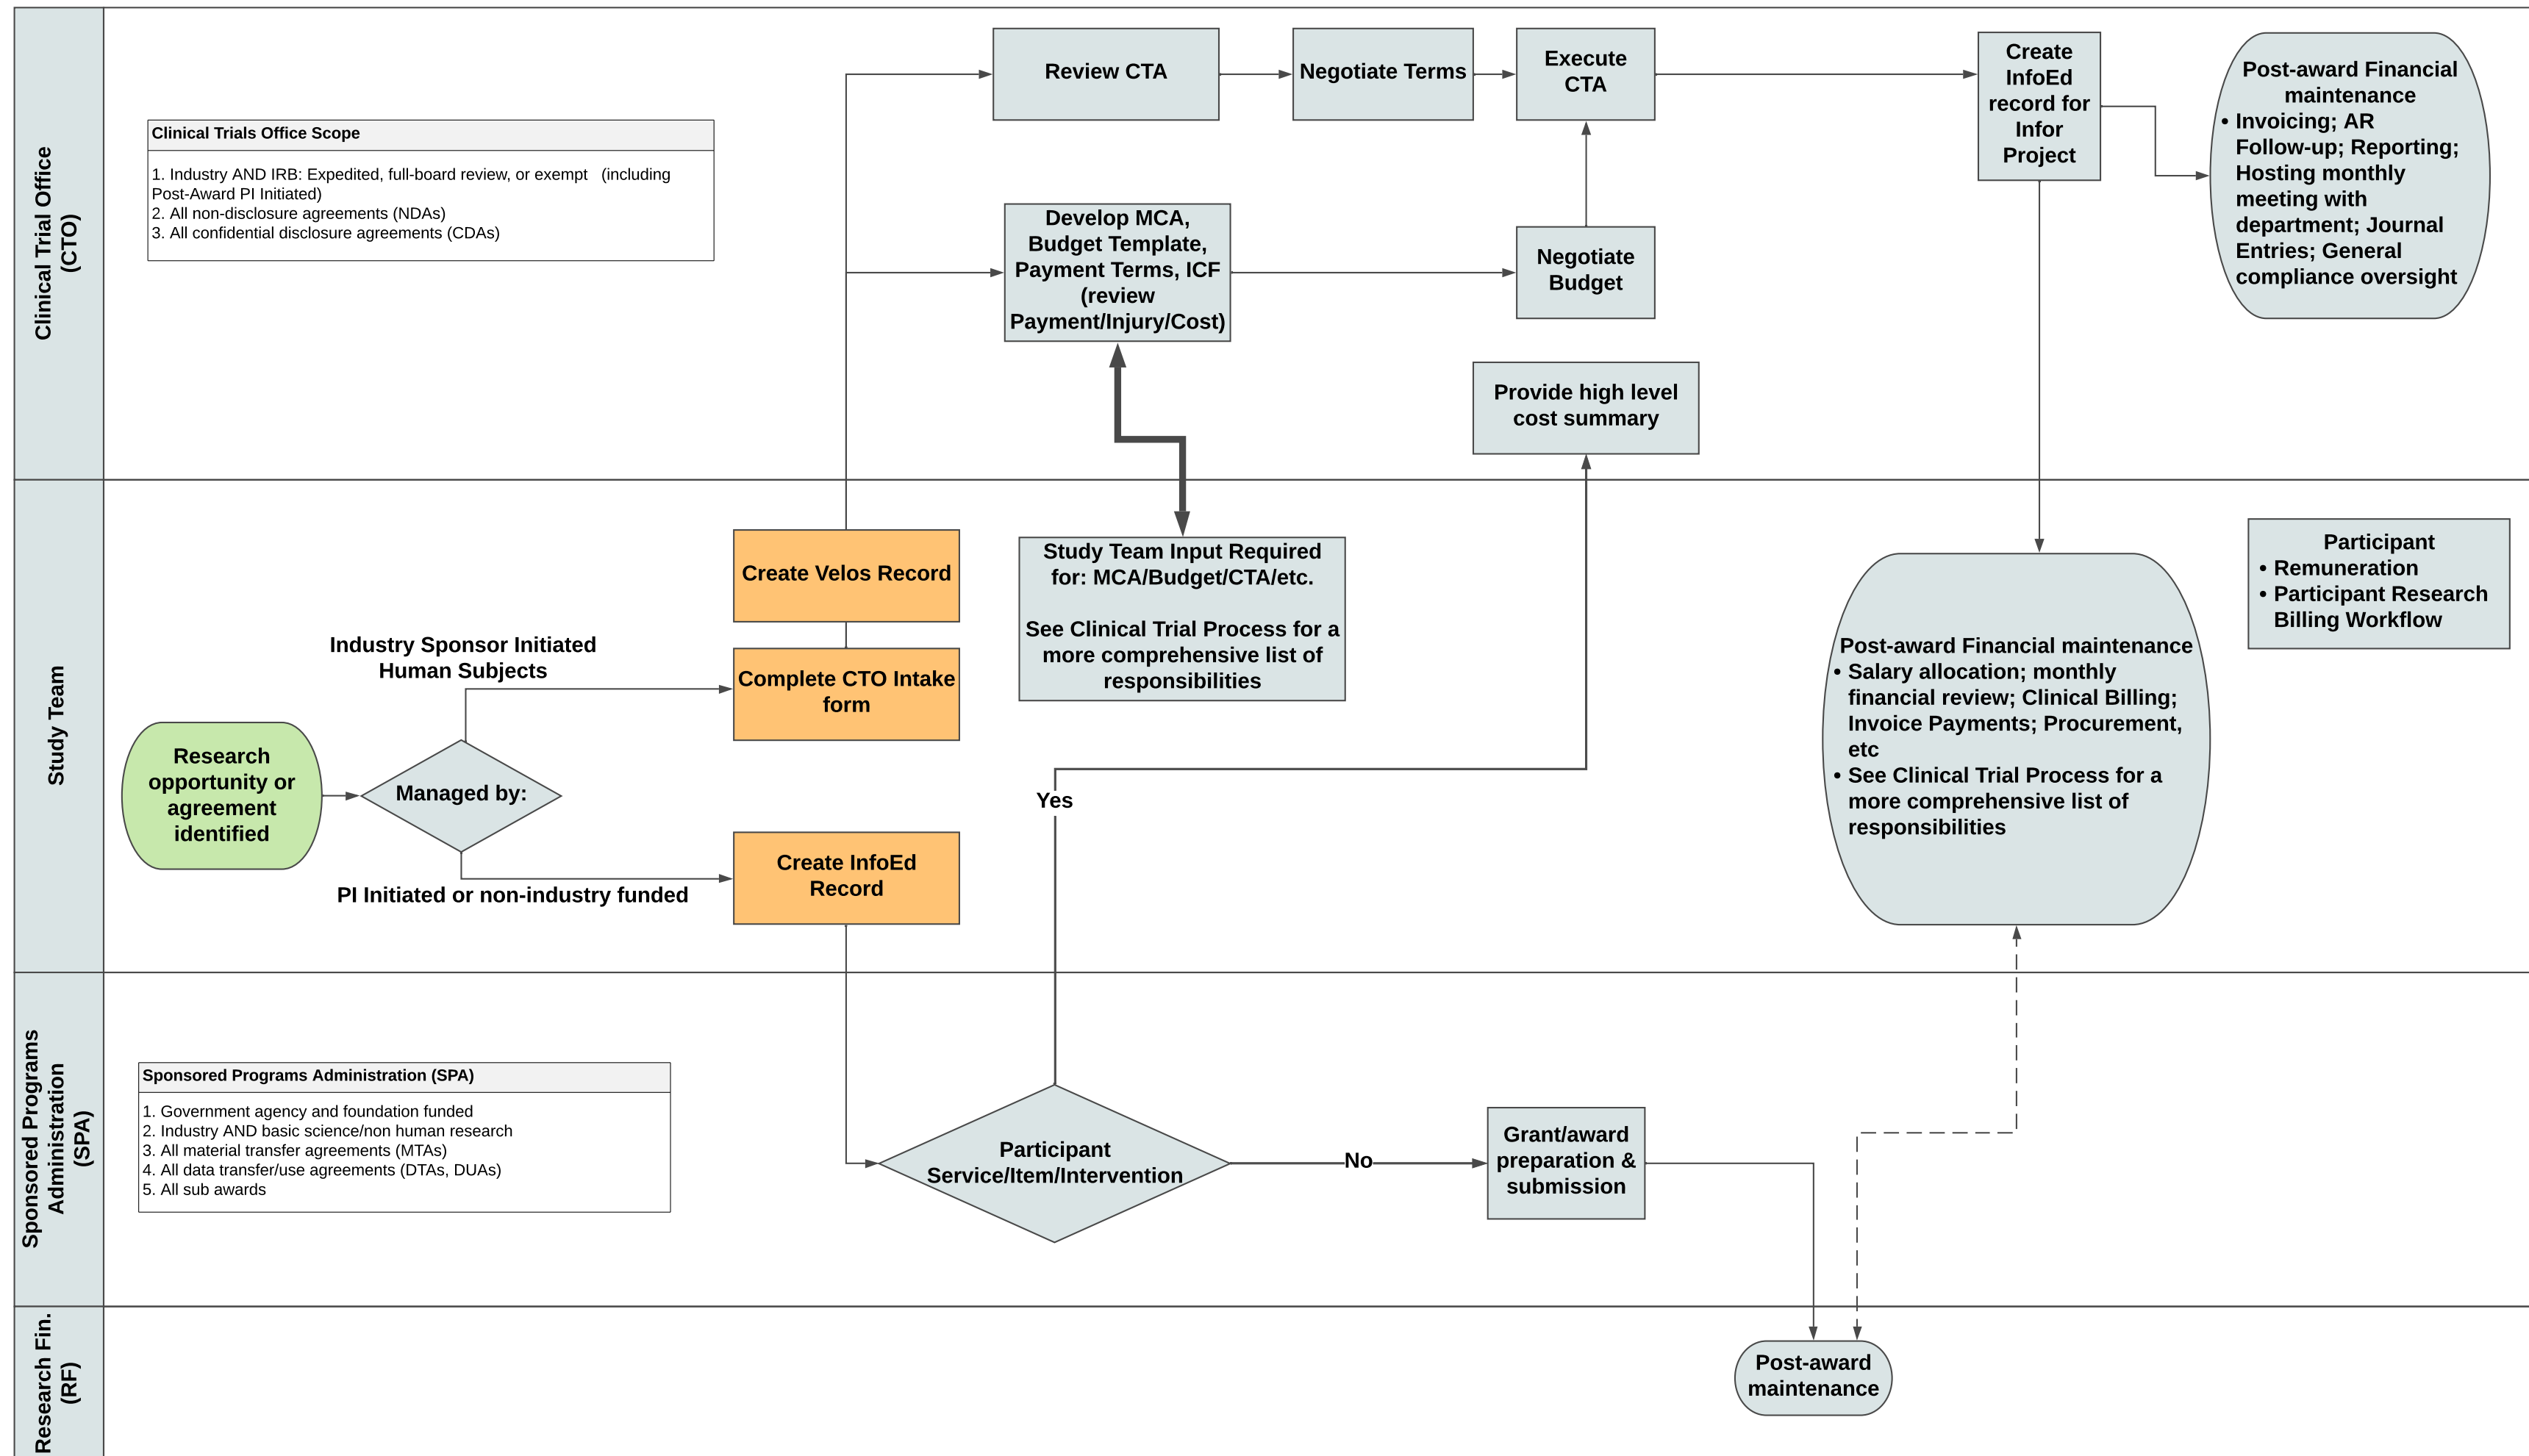 Clinical Trial Office
(CTO)
Clinical Trials Office Scope
1. Industry AND IRB: Expedited, full-board review, or exempt   (including
Post-Award PI Initiated)
2. All non-disclosure agreements (NDAs)
3. All confidential disclosure agreements (CDAs)
Review CTA
Negotiate Terms
Execute
CTA
Create
InfoEd
record for
Infor
Project
Post-award Financial
maintenance
• Invoicing; AR
Follow-up; Reporting;
Hosting monthly
meeting with
department; Journal
Entries; General
compliance oversight
Develop MCA,
Budget Template,
Payment Terms, ICF
(review
Payment/Injury/Cost)
Negotiate
Budget
Provide high level
cost summary
Study Team
Research
opportunity or
agreement
identified
Managed by:
Industry Sponsor Initiated
Human Subjects
PI Initiated or non-industry funded
Create Velos Record
Complete CTO Intake
form
Create InfoEd
Record
Study Team Input Required
for: MCA/Budget/CTA/etc.
See Clinical Trial Process for a
more comprehensive list of
responsibilities
Yes
Post-award Financial maintenance
• Salary allocation; monthly
financial review; Clinical Billing;
Invoice Payments; Procurement,
etc
• See Clinical Trial Process for a
more comprehensive list of
responsibilities
Participant
• Remuneration
• Participant Research
Billing Workflow
Sponsored Programs
Administration
(SPA)
Sponsored Programs Administration (SPA)
1. Government agency and foundation funded
2. Industry AND basic science/non human research
3. All material transfer agreements (MTAs)
4. All data transfer/use agreements (DTAs, DUAs)
5. All sub awards
Participant
Service/Item/Intervention
No
Grant/award
preparation &
submission
Research Fin.
(RF)
Post-award
maintenance